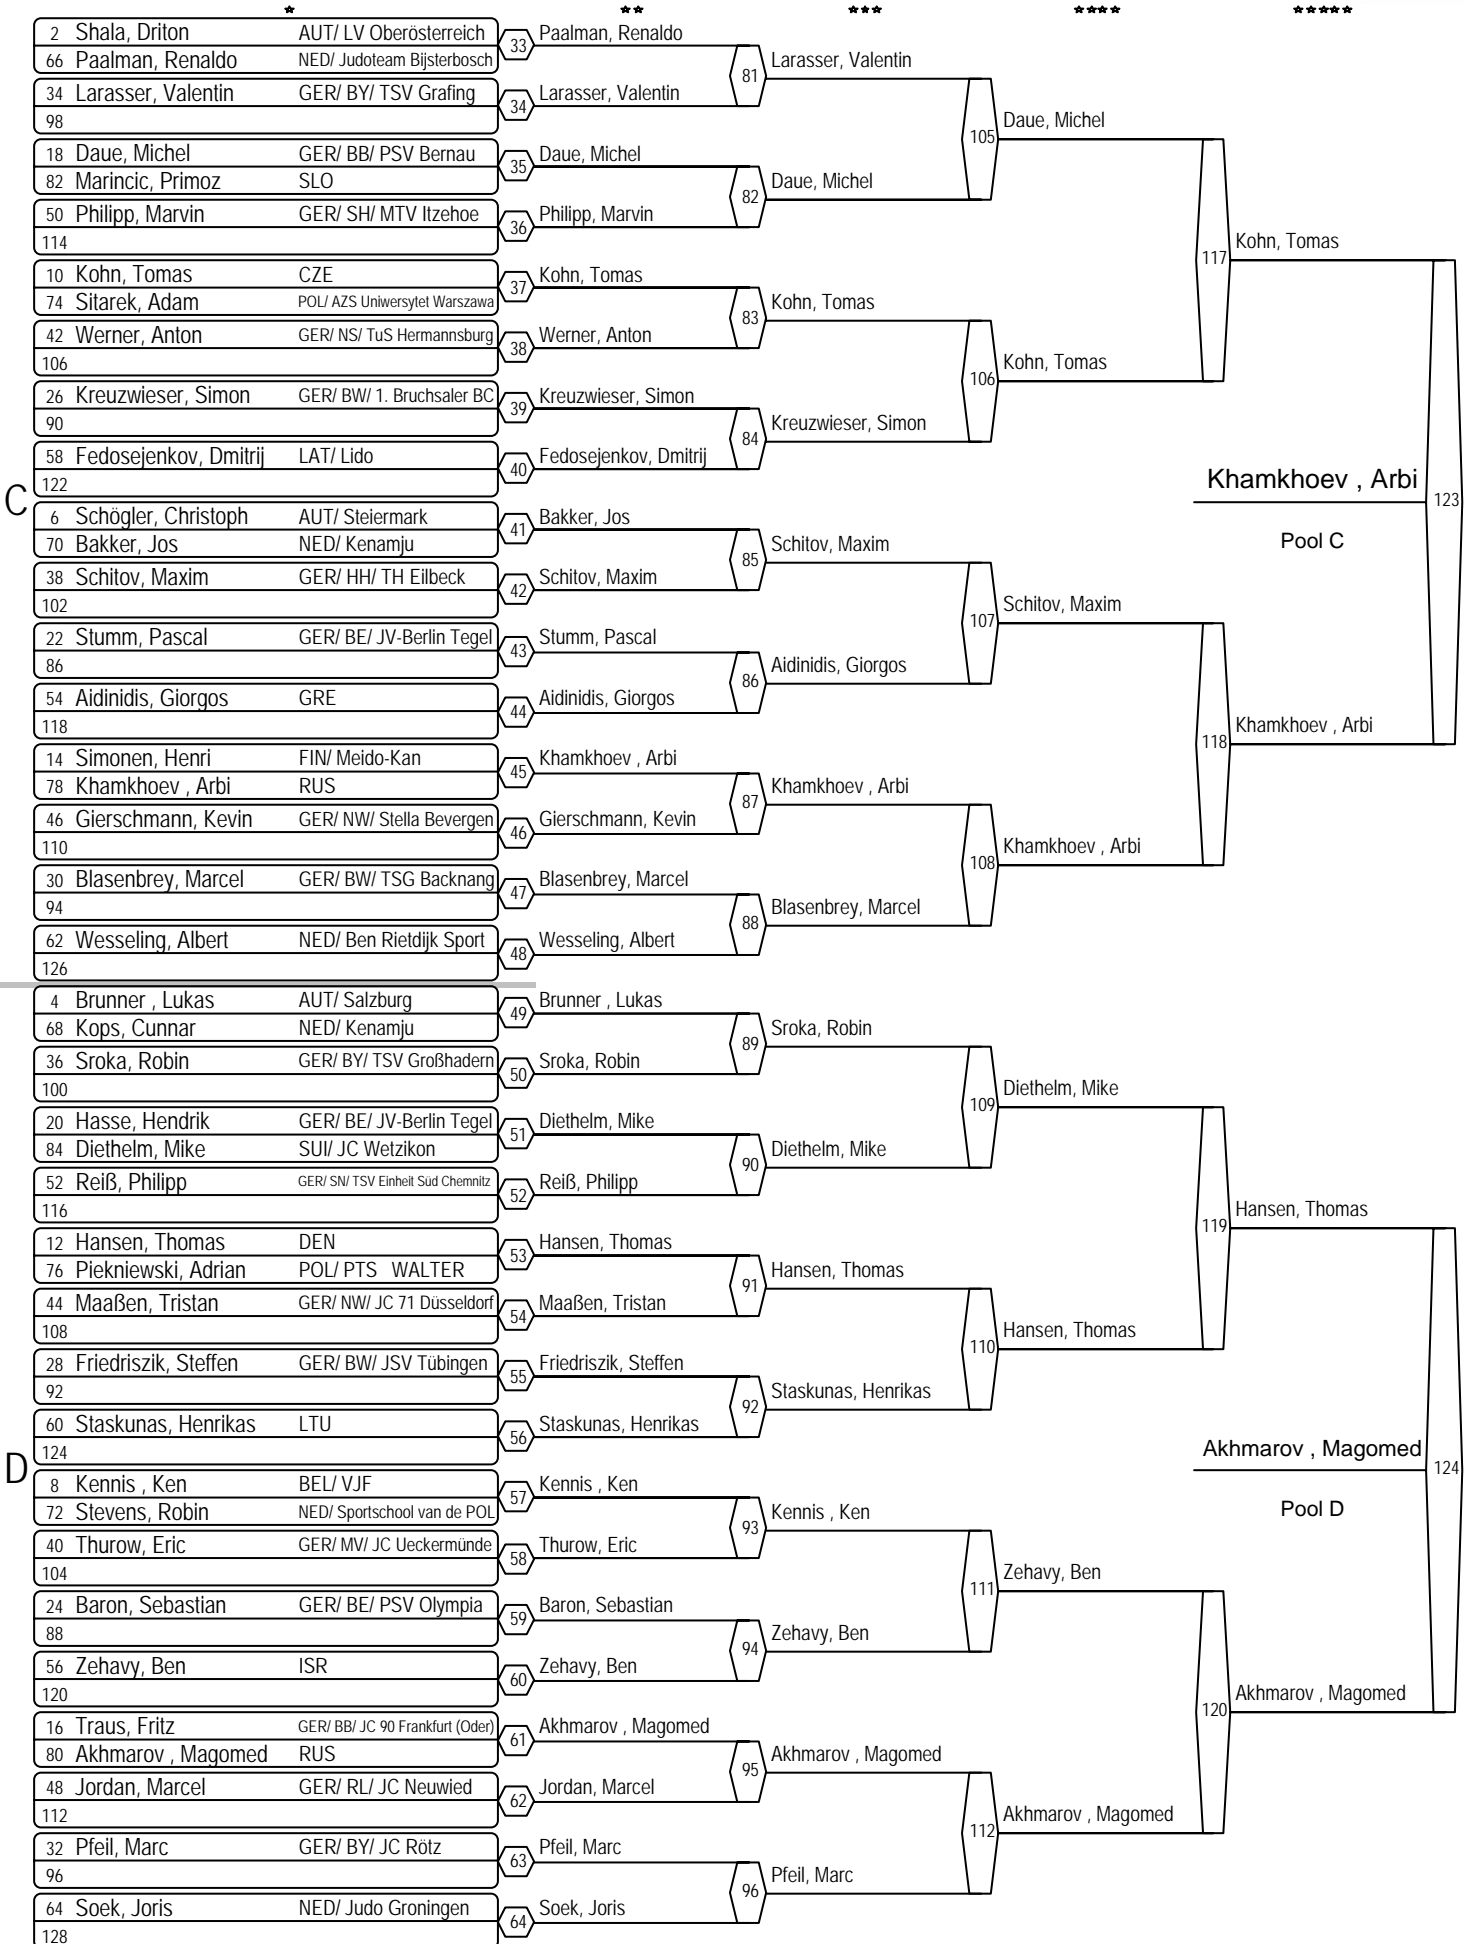 * ** *** **** *****
2 Shala, Driton AUT/ LV Oberösterreich
66 Paalman, Renaldo NED/ Judoteam Bijsterbosch
34 Larasser, Valentin GER/ BY/ TSV Grafing
98
18 Daue, Michel GER/ BB/ PSV Bernau
82 Marincic, Primoz SLO
50 Philipp, Marvin GER/ SH/ MTV Itzehoe
114
10 Kohn, Tomas CZE
74 Sitarek, Adam POL/ AZS Uniwersytet Warszawa
42 Werner, Anton GER/ NS/ TuS Hermannsburg
106
26 Kreuzwieser, Simon GER/ BW/ 1. Bruchsaler BC
90
58 Fedosejenkov, Dmitrij LAT/ Lido
122
C
6 Schögler, Christoph AUT/ Steiermark
70 Bakker, Jos NED/ Kenamju
38 Schitov, Maxim GER/ HH/ TH Eilbeck
102
22 Stumm, Pascal GER/ BE/ JV-Berlin Tegel
86
54 Aidinidis, Giorgos GRE
118
14 Simonen, Henri FIN/ Meido-Kan
78 Khamkhoev , Arbi RUS
46 Gierschmann, Kevin GER/ NW/ Stella Bevergen
110
30 Blasenbrey, Marcel GER/ BW/ TSG Backnang
94
62 Wesseling, Albert NED/ Ben Rietdijk Sport
126
4 Brunner , Lukas AUT/ Salzburg
68 Kops, Cunnar NED/ Kenamju
36 Sroka, Robin GER/ BY/ TSV Großhadern
100
20 Hasse, Hendrik GER/ BE/ JV-Berlin Tegel
84 Diethelm, Mike SUI/ JC Wetzikon
52 Reiß, Philipp GER/ SN/ TSV Einheit Süd Chemnitz
116
12 Hansen, Thomas DEN
76 Piekniewski, Adrian POL/ PTS WALTER
44 Maaßen, Tristan GER/ NW/ JC 71 Düsseldorf
108
28 Friedriszik, Steffen GER/ BW/ JSV Tübingen
92
60 Staskunas, Henrikas LTU
124
D
8 Kennis , Ken BEL/ VJF
72 Stevens, Robin NED/ Sportschool van de POL
40 Thurow, Eric GER/ MV/ JC Ueckermünde
104
24 Baron, Sebastian GER/ BE/ PSV Olympia
88
56 Zehavy, Ben ISR
120
16 Traus, Fritz GER/ BB/ JC 90 Frankfurt (Oder)
80 Akhmarov , Magomed RUS
48 Jordan, Marcel GER/ RL/ JC Neuwied
112
32 Pfeil, Marc GER/ BY/ JC Rötz
96
64 Soek, Joris NED/ Judo Groningen
128
33 Paalman, Renaldo
34 Larasser, Valentin
35 Daue, Michel
36 Philipp, Marvin
37 Kohn, Tomas
38 Werner, Anton
39 Kreuzwieser, Simon
40 Fedosejenkov, Dmitrij
41 Bakker, Jos
42 Schitov, Maxim
43 Stumm, Pascal
44 Aidinidis, Giorgos
45 Khamkhoev , Arbi
46 Gierschmann, Kevin
47 Blasenbrey, Marcel
48 Wesseling, Albert
49 Brunner , Lukas
50 Sroka, Robin
51 Diethelm, Mike
52 Reiß, Philipp
53 Hansen, Thomas
54 Maaßen, Tristan
55 Friedriszik, Steffen
56 Staskunas, Henrikas
57 Kennis , Ken
58 Thurow, Eric
59 Baron, Sebastian
60 Zehavy, Ben
61 Akhmarov , Magomed
62 Jordan, Marcel
63 Pfeil, Marc
64 Soek, Joris
81 Larasser, Valentin
82 Daue, Michel
83 Kohn, Tomas
84 Kreuzwieser, Simon
85 Schitov, Maxim
86 Aidinidis, Giorgos
87 Khamkhoev , Arbi
88 Blasenbrey, Marcel
89 Sroka, Robin
90 Diethelm, Mike
91 Hansen, Thomas
92 Staskunas, Henrikas
93 Kennis , Ken
94 Zehavy, Ben
95 Akhmarov , Magomed
96 Pfeil, Marc
105 Daue, Michel
106 Kohn, Tomas
107 Schitov, Maxim
108 Khamkhoev , Arbi
109 Diethelm, Mike
110 Hansen, Thomas
111 Zehavy, Ben
112 Akhmarov , Magomed
117 Kohn, Tomas
118 Khamkhoev , Arbi
119 Hansen, Thomas
120 Akhmarov , Magomed
Khamkhoev , Arbi 123
Pool C
Akhmarov , Magomed 124
Pool D